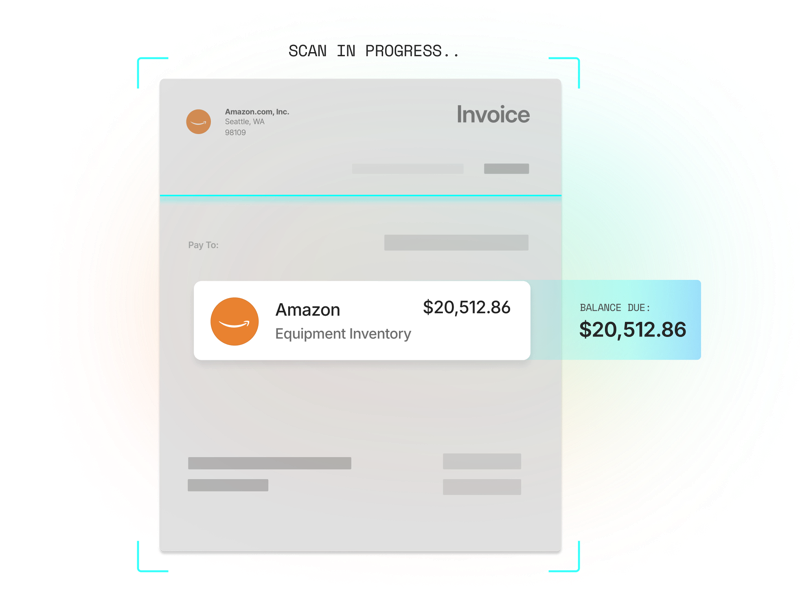 SCAN IN PROGRESS..
Amazon.com, Inc.
Seattle, WA
98109
Invoice
Pay To:
Amazon
$20,512.86
Equipment Inventory
BALANCE DUE:
$20,512.86